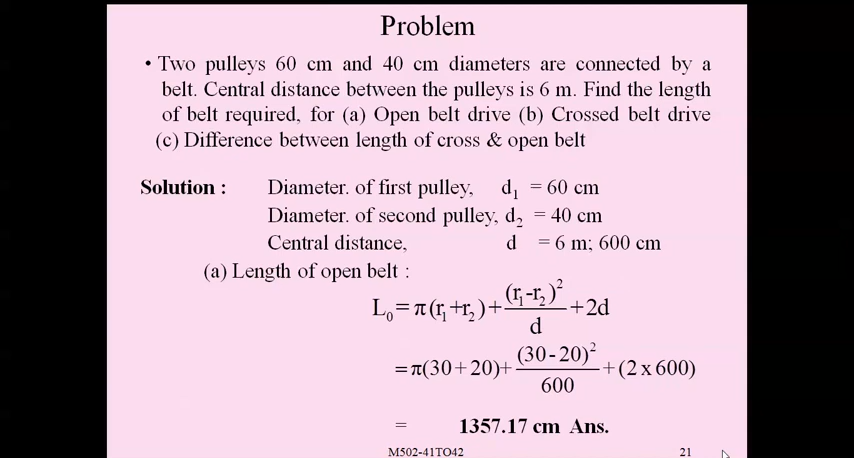 Problem
• Two pulleys 60 cm and 40 cm diameters are connected by a
belt. Central distance between the pulleys is 6 m. Find the length
of belt required, for (a) Open belt drive (b) Crossed belt drive
(c) Difference between length of cross & open belt
Solution : Diameter. of first pulley, d₁ = 60 cm
Diameter. of second pulley, d₂ = 40 cm
Central distance, d = 6 m; 600 cm
(a) Length of open belt :
L₀ = π(r₁+r₂)+(r₁-r₂)²/d+2d
=π(30+20)+(30-20)²/600+(2 x 600)
= 1357.17 cm Ans.
M502-41TO42 21